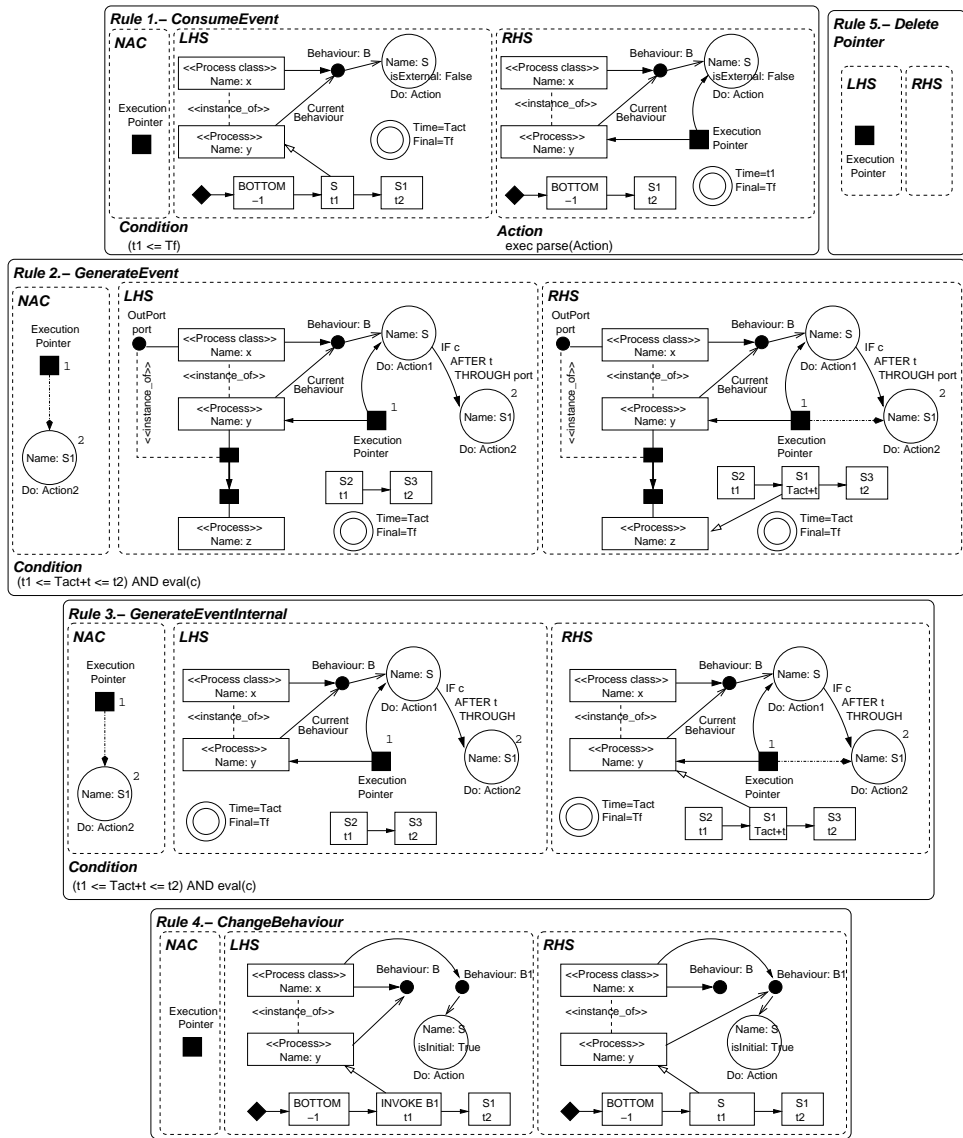 Rule 1.− ConsumeEvent
NAC
Execution
Pointer
LHS
<<Process class>>
Name: x
<<instance_of>>
<<Process>>
Name: y
Behaviour: B
Current
Behaviour
Name: S
isExternal: False
Do: Action
Time=Tact
Final=Tf
BOTTOM
−1
S
t1
S1
t2
RHS
<<Process class>>
Name: x
<<instance_of>>
<<Process>>
Name: y
Behaviour: B
Current
Behaviour
Name: S
isExternal: False
Do: Action
Execution
Pointer
Time=t1
Final=Tf
BOTTOM
−1
S1
t2
Condition
(t1 <= Tf)
Action
exec parse(Action)
Rule 5.− Delete
Pointer
LHS
Execution
Pointer
RHS
Rule 2.− GenerateEvent
NAC
Execution
Pointer
1
2
Name: S1
Do: Action2
LHS
OutPort
port
<<Process class>>
Name: x
<<instance_of>>
<<instance_of>>
<<Process>>
Name: y
Behaviour: B
Current
Behaviour
Name: S
Do: Action1
IF c
AFTER t
THROUGH port
2
Name: S1
Do: Action2
1
Execution
Pointer
S2
t1
S3
t2
Time=Tact
Final=Tf
<<Process>>
Name: z
RHS
OutPort
port
<<Process class>>
Name: x
<<instance_of>>
<<instance_of>>
<<Process>>
Name: y
Behaviour: B
Current
Behaviour
Name: S
Do: Action1
IF c
AFTER t
THROUGH port
2
Name: S1
Do: Action2
1
Execution
Pointer
S2
t1
S1
Tact+t
S3
t2
Time=Tact
Final=Tf
<<Process>>
Name: z
Condition
(t1 <= Tact+t <= t2) AND eval(c)
Rule 3.− GenerateEventInternal
NAC
Execution
Pointer
1
2
Name: S1
Do: Action2
LHS
<<Process class>>
Name: x
<<instance_of>>
<<Process>>
Name: y
Behaviour: B
Current
Behaviour
Name: S
Do: Action1
IF c
AFTER t
THROUGH
2
Name: S1
Do: Action2
1
Execution
Pointer
Time=Tact
Final=Tf
S2
t1
S3
t2
RHS
<<Process class>>
Name: x
<<instance_of>>
<<Process>>
Name: y
Behaviour: B
Current
Behaviour
Name: S
Do: Action1
IF c
AFTER t
THROUGH
2
Name: S1
Do: Action2
1
Execution
Pointer
Time=Tact
Final=Tf
S2
t1
S1
Tact+t
S3
t2
Condition
(t1 <= Tact+t <= t2) AND eval(c)
Rule 4.− ChangeBehaviour
NAC
Execution
Pointer
LHS
<<Process class>>
Name: x
<<instance_of>>
<<Process>>
Name: y
Behaviour: B
Behaviour: B1
Name: S
isInitial: True
Do: Action
BOTTOM
−1
INVOKE B1
t1
S1
t2
RHS
<<Process class>>
Name: x
<<instance_of>>
<<Process>>
Name: y
Behaviour: B
Behaviour: B1
Name: S
isInitial: True
Do: Action
BOTTOM
−1
S
t1
S1
t2